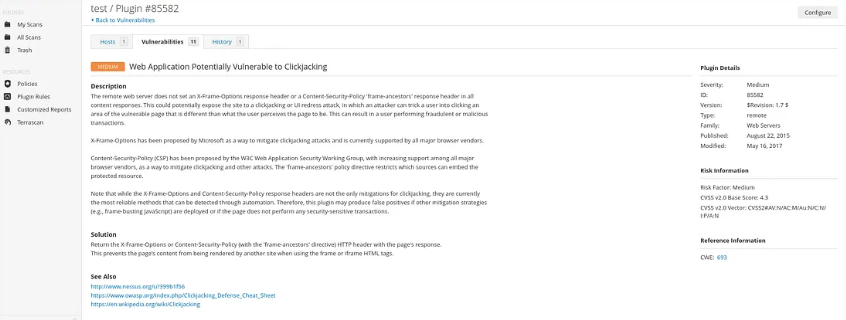 test / Plugin #85582
Back to Vulnerabilities
Configure
FOLDERS
My Scans
All Scans
Trash
RESOURCES
Policies
Plugin Rules
Customized Reports
Terrascan
Hosts 1
Vulnerabilities 11
History 1
MEDIUM Web Application Potentially Vulnerable to Clickjacking
Description
The remote web server does not set an X-Frame-Options response header or a Content-Security-Policy 'frame-ancestors' response header in all
content responses. This could potentially expose the site to a clickjacking or UI redress attack, in which an attacker can trick a user into clicking an
area of the vulnerable page that is different than what the user perceives the page to be. This can result in a user performing fraudulent or malicious
transactions.
X-Frame-Options has been proposed by Microsoft as a way to mitigate clickjacking attacks and is currently supported by all major browser vendors.
Content-Security-Policy (CSP) has been proposed by the W3C Web Application Security Working Group, with increasing support among all major
browser vendors, as a way to mitigate clickjacking and other attacks. The 'frame-ancestors' policy directive restricts which sources can embed the
protected resource.
Note that while the X-Frame-Options and Content-Security-Policy response headers are not the only mitigations for clickjacking, they are currently
the most reliable methods that can be detected through automation. Therefore, this plugin may produce false positives if other mitigation strategies
(e.g., frame-busting JavaScript) are deployed or if the page does not perform any security-sensitive transactions.
Solution
Return the X-Frame-Options or Content-Security-Policy (with the 'frame-ancestors' directive) HTTP header with the page's response.
This prevents the page's content from being rendered by another site when using the frame or iframe HTML tags.
See Also
http://www.nessus.org/u?399b1f56
https://www.owasp.org/index.php/Clickjacking_Defense_Cheat_Sheet
https://en.wikipedia.org/wiki/Clickjacking
Plugin Details
Severity: Medium
ID: 85582
Version: $Revision: 1.7 $
Type: remote
Family: Web Servers
Published: August 22, 2015
Modified: May 16, 2017
Risk Information
Risk Factor: Medium
CVSS v2.0 Base Score: 4.3
CVSS v2.0 Vector: CVSS2#AV:N/AC:M/Au:N/C:N/
I:P/A:N
Reference Information
CWE: 693